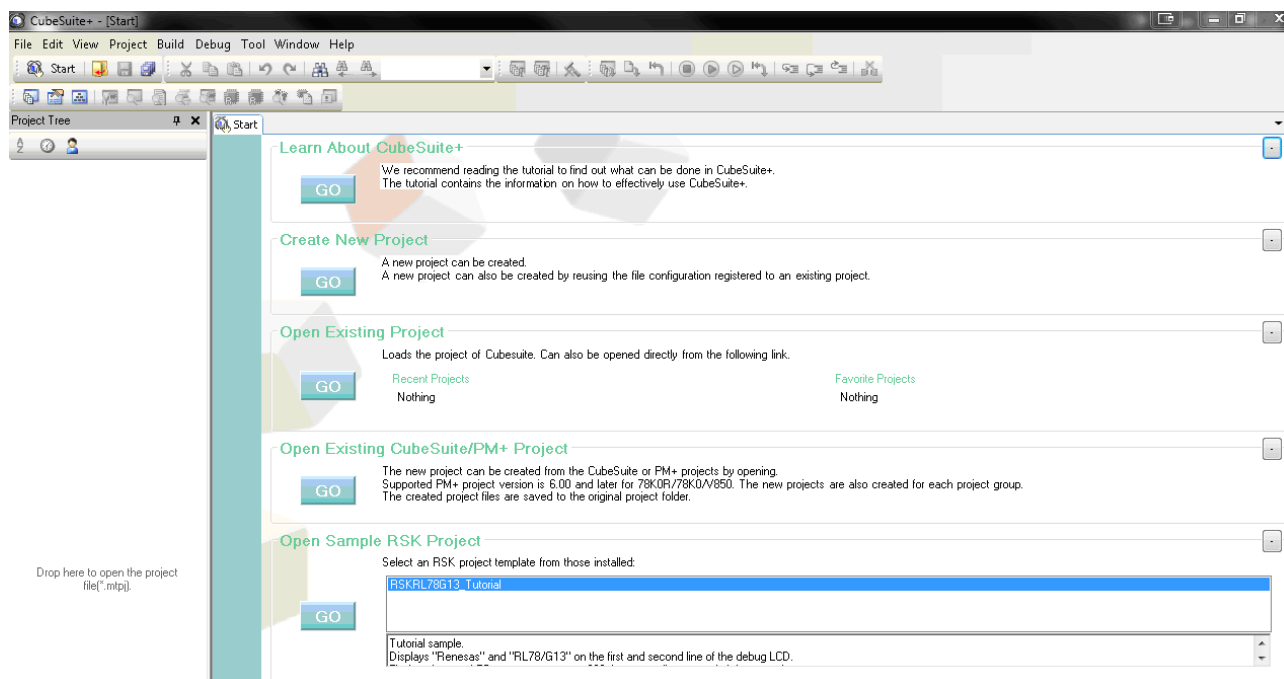 CubeSuite+ - [Start]
File Edit View Project Build Debug Tool Window Help
Start
Project Tree
Start
Learn About CubeSuite+
GO
We recommend reading the tutorial to find out what can be done in CubeSuite+.
The tutorial contains the information on how to effectively use CubeSuite+.
Create New Project
GO
A new project can be created.
A new project can also be created by reusing the file configuration registered to an existing project.
Open Existing Project
GO
Loads the project of Cubesuite. Can also be opened directly from the following link.
Recent Projects
Nothing
Favorite Projects
Nothing
Open Existing CubeSuite/PM+ Project
GO
The new project can be created from the CubeSuite or PM+ projects by opening.
Supported PM+ project version is 6.00 and later for 78K0R/78K0/V850. The new projects are also created for each project group.
The created project files are saved to the original project folder.
Open Sample RSK Project
GO
Select an RSK project template from those installed:
RSKRL78G13_Tutorial
Tutorial sample.
Displays "Renesas" and "RL78/G13" on the first and second line of the debug LCD.
Drop here to open the project
file(*.mtpj).